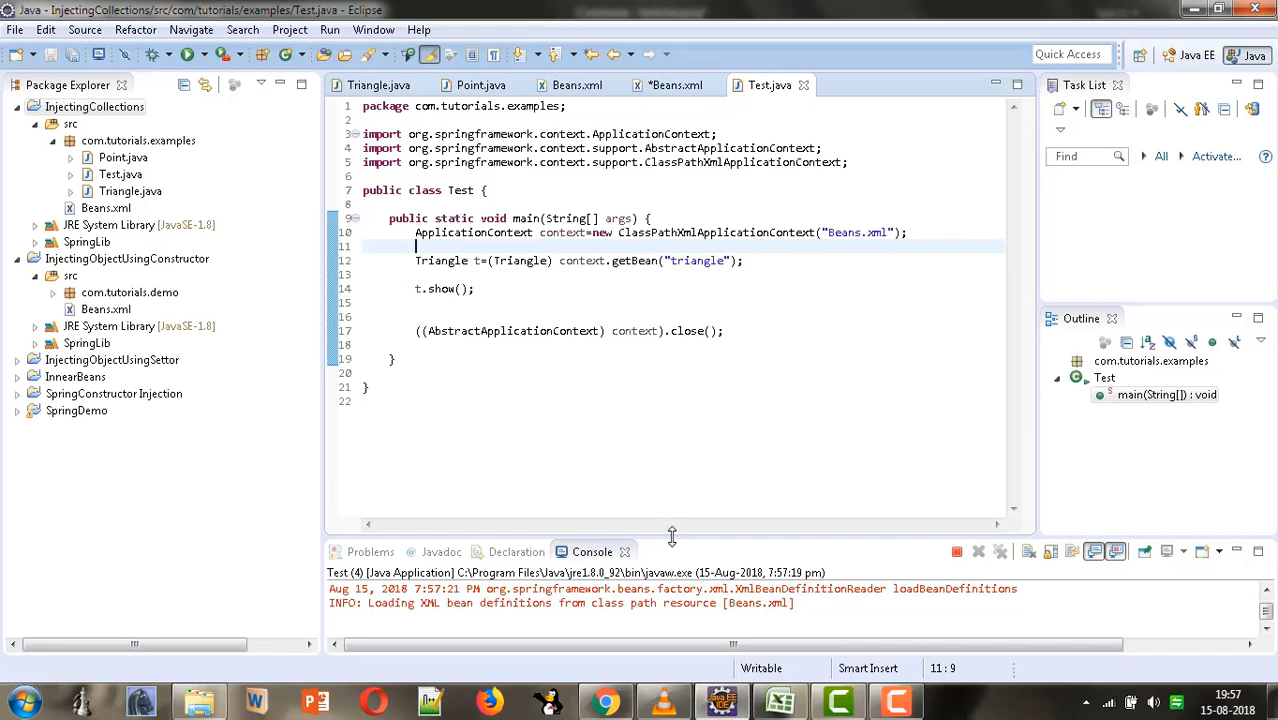 Java - InjectingCollections/src/com/tutorials/examples/Test.java - Eclipse
File Edit Source Refactor Navigate Search Project Run Window Help
Quick Access
Java EE
Java
Package Explorer
InjectingCollections
src
com.tutorials.examples
Point.java
Test.java
Triangle.java
Beans.xml
JRE System Library [JavaSE-1.8]
SpringLib
InjectingObjectUsingConstructor
src
com.tutorials.demo
Beans.xml
JRE System Library [JavaSE-1.8]
SpringLib
InjectingObjectUsingSettor
InnearBeans
SpringConstructor Injection
SpringDemo
Triangle.java Point.java Beans.xml *Beans.xml Test.java
1 package com.tutorials.examples;
2
3 import org.springframework.context.ApplicationContext;
4 import org.springframework.context.support.AbstractApplicationContext;
5 import org.springframework.context.support.ClassPathXmlApplicationContext;
6
7 public class Test {
8
9 public static void main(String[] args) {
10 ApplicationContext context=new ClassPathXmlApplicationContext("Beans.xml");
11
12 Triangle t=(Triangle) context.getBean("triangle");
13
14 t.show();
15
16
17 ((AbstractApplicationContext) context).close();
18
19 }
20
21 }
22
Task List
Find All Activate...
Outline
com.tutorials.examples
Test
main(String[]) : void
Problems Javadoc Declaration Console
Test (4) [Java Application] C:\Program Files\Java\jre1.8.0_92\bin\javaw.exe (15-Aug-2018, 7:57:19 PM)
Aug 15, 2018 7:57:21 PM org.springframework.beans.factory.xml.XmlBeanDefinitionReader loadBeanDefinitions
INFO: Loading XML bean definitions from class path resource [Beans.xml]
Writable Smart Insert 11 : 9
19:57
15-08-2018